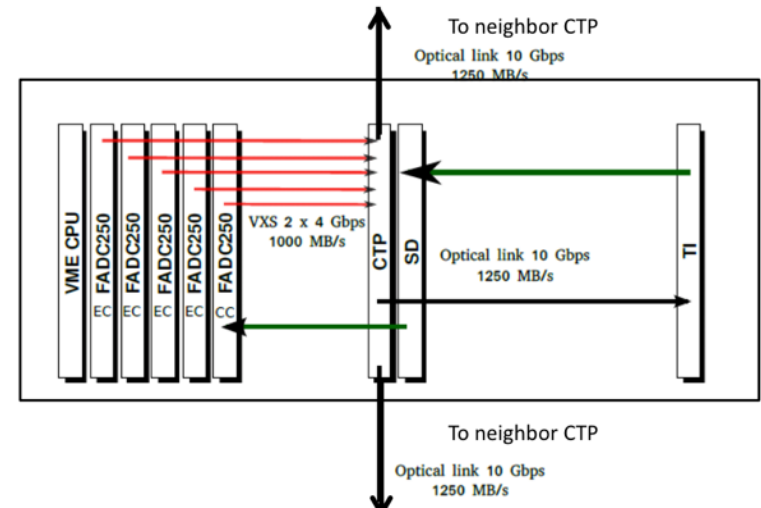 To neighbor CTP
Optical link 10 Gbps
1250 MB/s
VME CPU
FADC250
FADC250
FADC250
FADC250
FADC250
EC
EC
EC
EC
CC
VXS 2 x 4 Gbps
1000 MB/s
CTP
SD
Optical link 10 Gbps
1250 MB/s
TI
To neighbor CTP
Optical link 10 Gbps
1250 MB/s